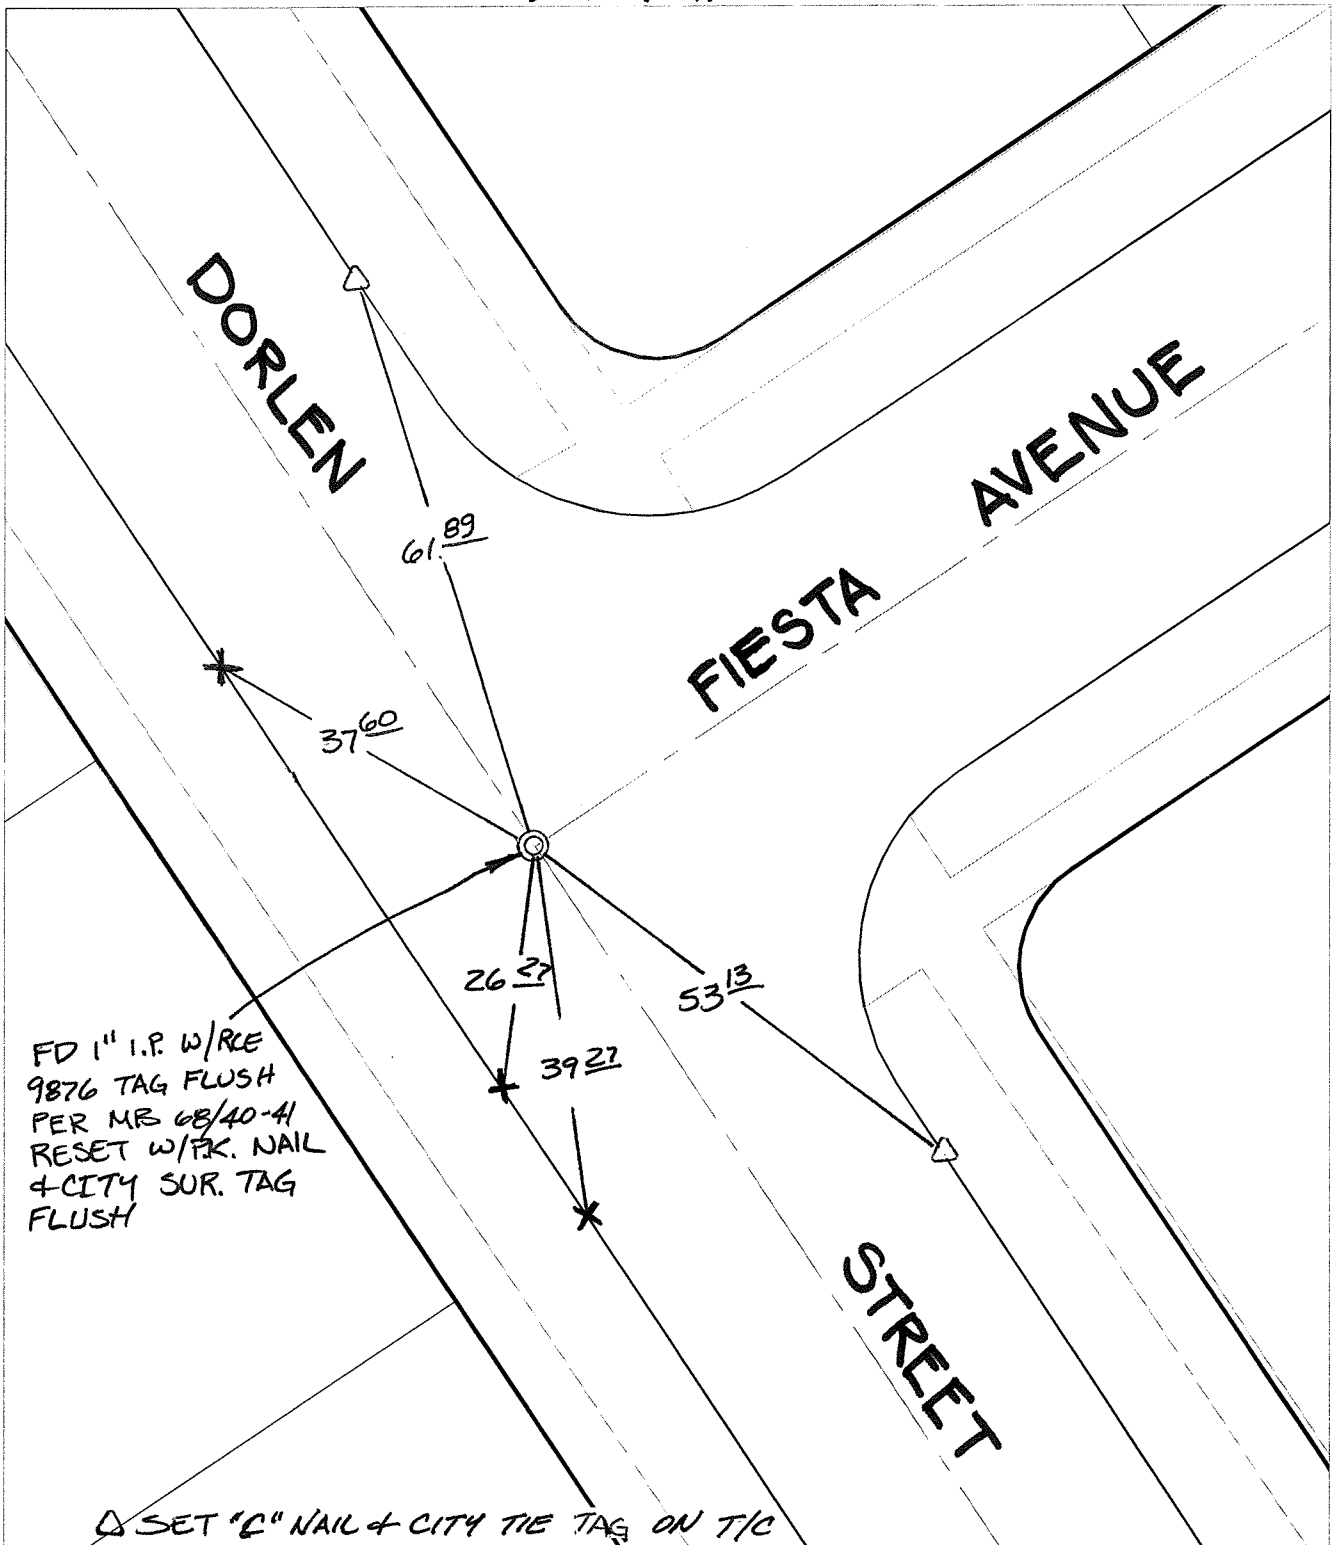 DORLEN
61.89
AVENUE
FIESTA
37 60
26 27
53 13
39 27
FD 1" I.P. W/RCE
9876 TAG FLUSH
PER MB 68/40-41
RESET W/P.K. NAIL
& CITY SUR. TAG
FLUSH
STREET
△ SET "C" NAIL & CITY TIE TAG ON T/C